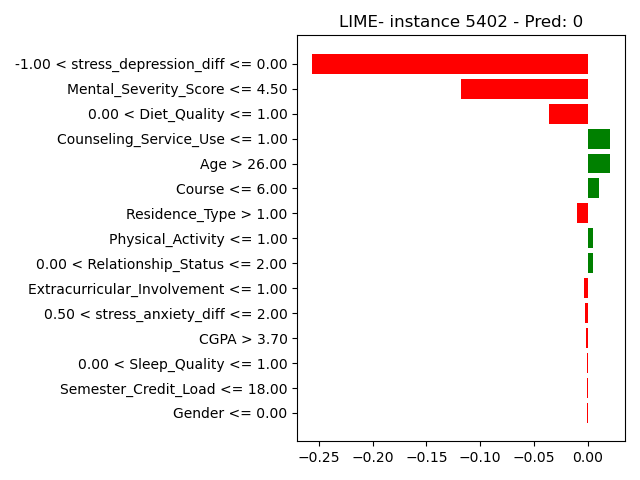 LIME- instance 5402 - Pred: 0
-1.00 < stress_depression_diff <= 0.00
Mental_Severity_Score <= 4.50
0.00 < Diet_Quality <= 1.00
Counseling_Service_Use <= 1.00
Age > 26.00
Course <= 6.00
Residence_Type > 1.00
Physical_Activity <= 1.00
0.00 < Relationship_Status <= 2.00
Extracurricular_Involvement <= 1.00
0.50 < stress_anxiety_diff <= 2.00
CGPA > 3.70
0.00 < Sleep_Quality <= 1.00
Semester_Credit_Load <= 18.00
Gender <= 0.00
−0.25 −0.20 −0.15 −0.10 −0.05 0.00